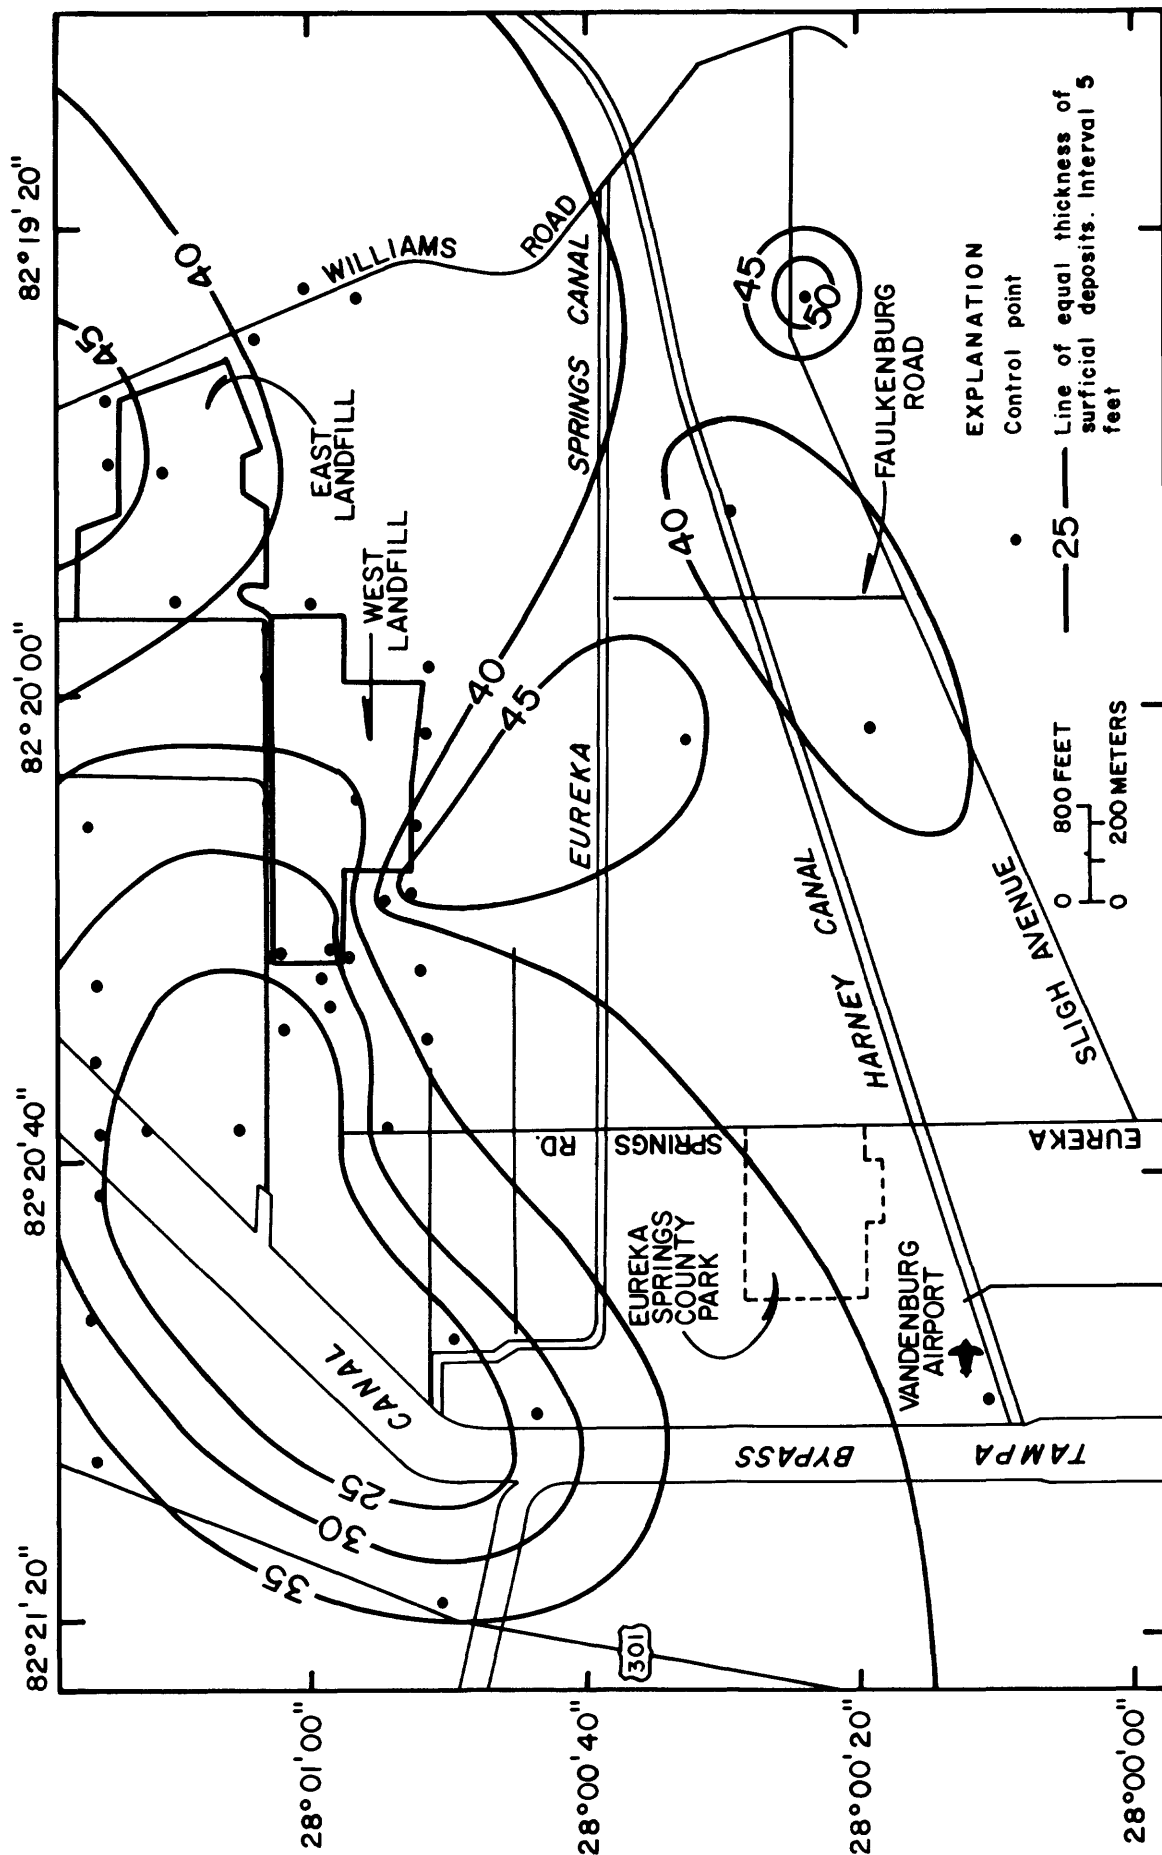 82°21'20"
82°20'40"
82°20'00"
82°19'20"
28°01'00"
28°00'40"
28°00'20"
28°00'00"
45
40
WILLIAMS
ROAD
EAST
LANDFILL
WEST
LANDFILL
SPRINGS CANAL
EUREKA
40
45
40
45
50
FAULKENBURG
ROAD
CANAL
25
30
35
301
RD.
SPRINGS
EUREKA
EUREKA
SPRINGS
COUNTY
PARK
HARNEY CANAL
SLIGH AVENUE
VANDENBURG
AIRPORT
BYPASS
TAMPA
0 800 FEET
0 200 METERS
EXPLANATION
Control point
25 Line of equal thickness of
surficial deposits. Interval 5
feet